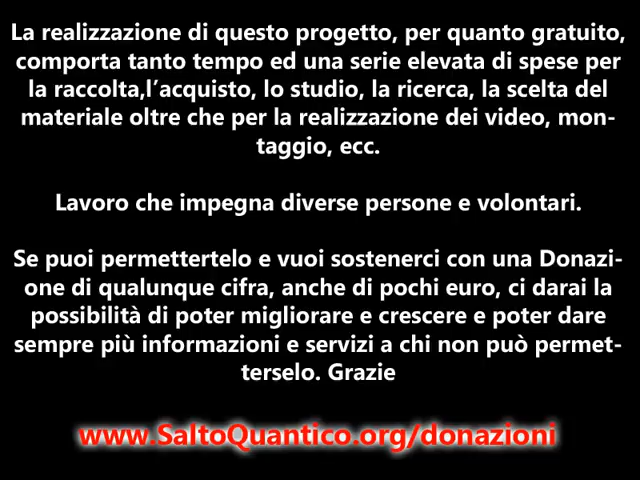 La realizzazione di questo progetto, per quanto gratuito,
comporta tanto tempo ed una serie elevata di spese per
la raccolta,l’acquisto, lo studio, la ricerca, la scelta del
materiale oltre che per la realizzazione dei video, mon-
taggio, ecc.
Lavoro che impegna diverse persone e volontari.
Se puoi permettertelo e vuoi sostenerci con una Donazi-
one di qualunque cifra, anche di pochi euro, ci darai la
possibilità di poter migliorare e crescere e poter dare
sempre più informazioni e servizi a chi non può permet-
terselo. Grazie
www.SaltoQuantico.org/donazioni